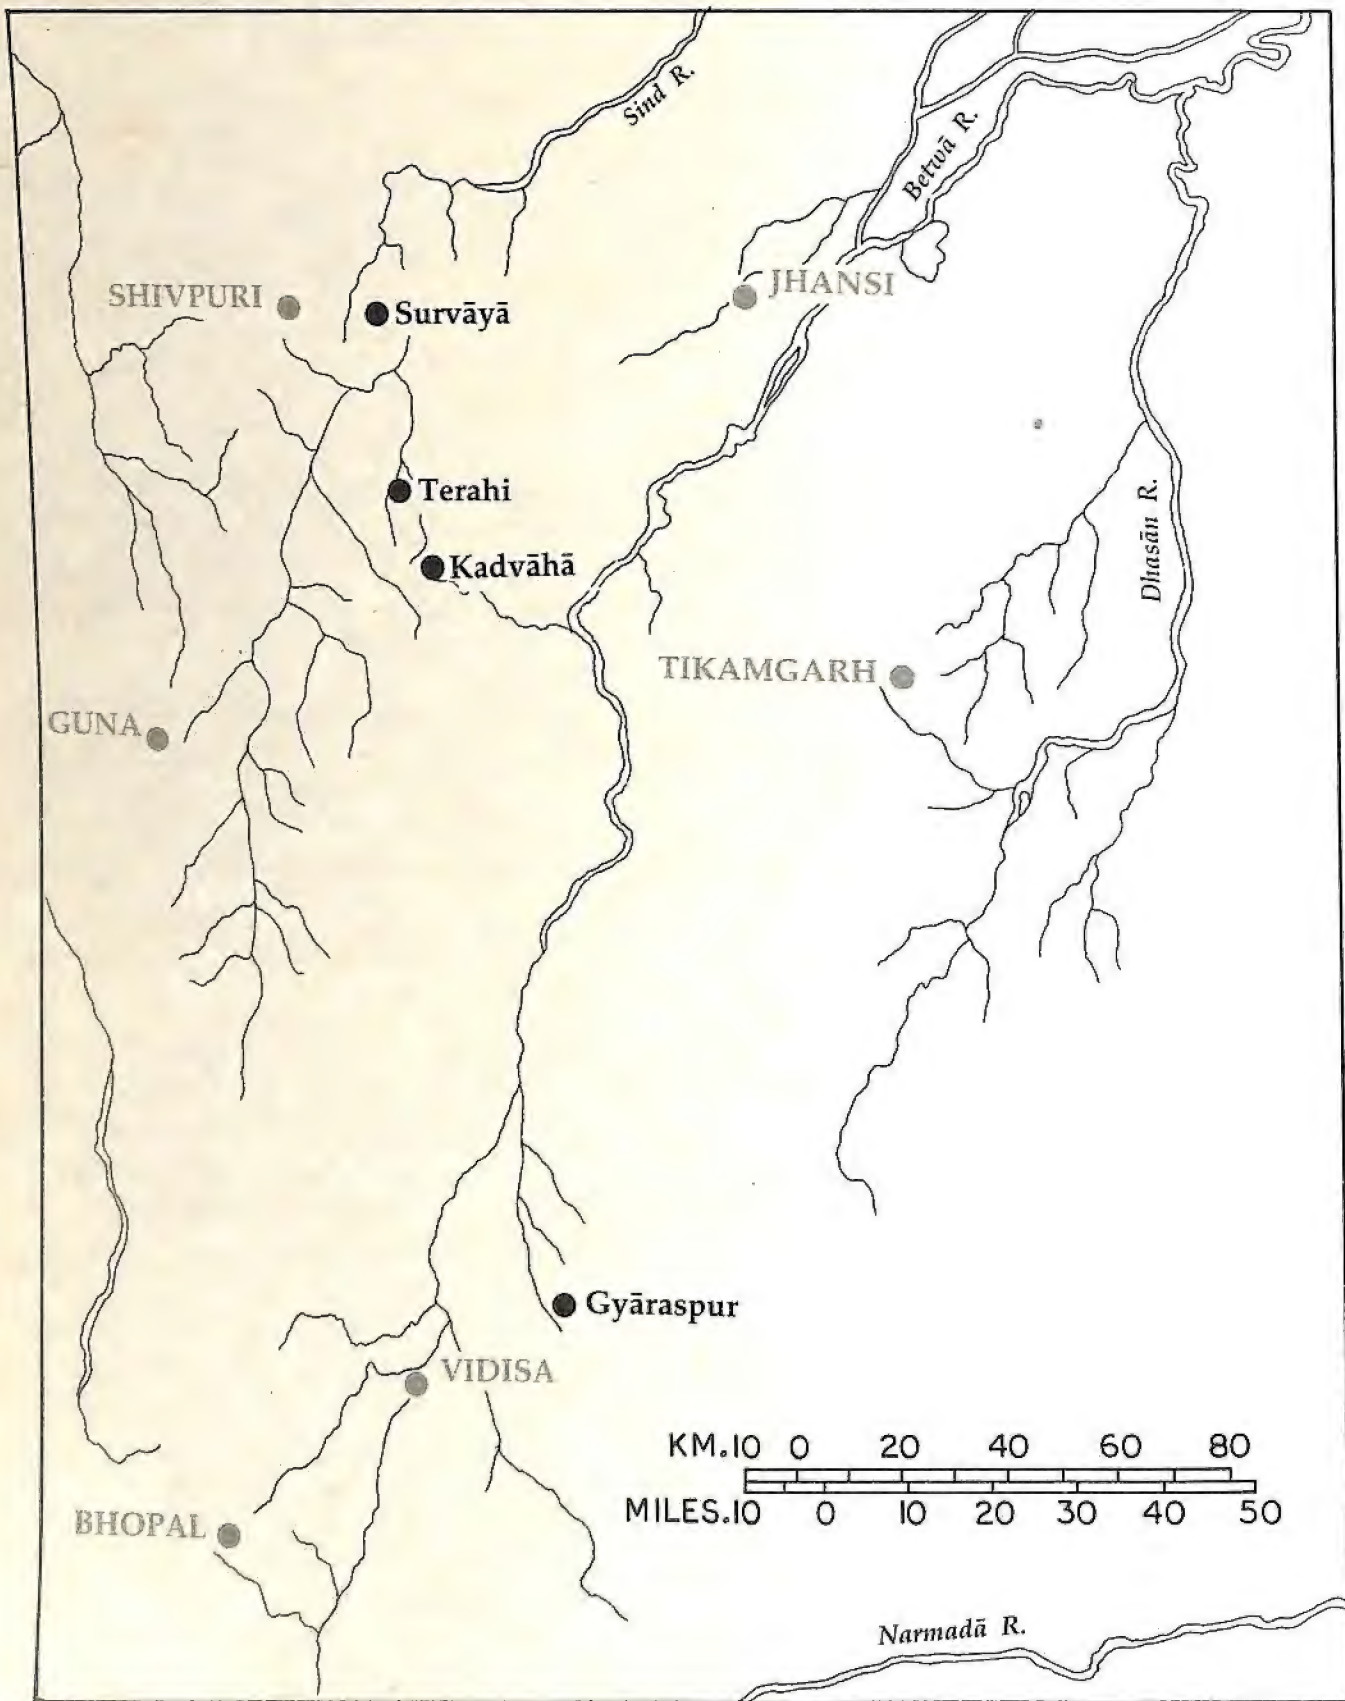 Sind R.
Betwā R.
SHIVPURI
Survāyā
JHANSI
Terahi
Dhasān R.
Kadvāhā
TIKAMGARH
GUNA
Gyāraspur
VIDISA
KM.10 0 20 40 60 80
MILES.10 0 10 20 30 40 50
BHOPAL
Narmadā R.